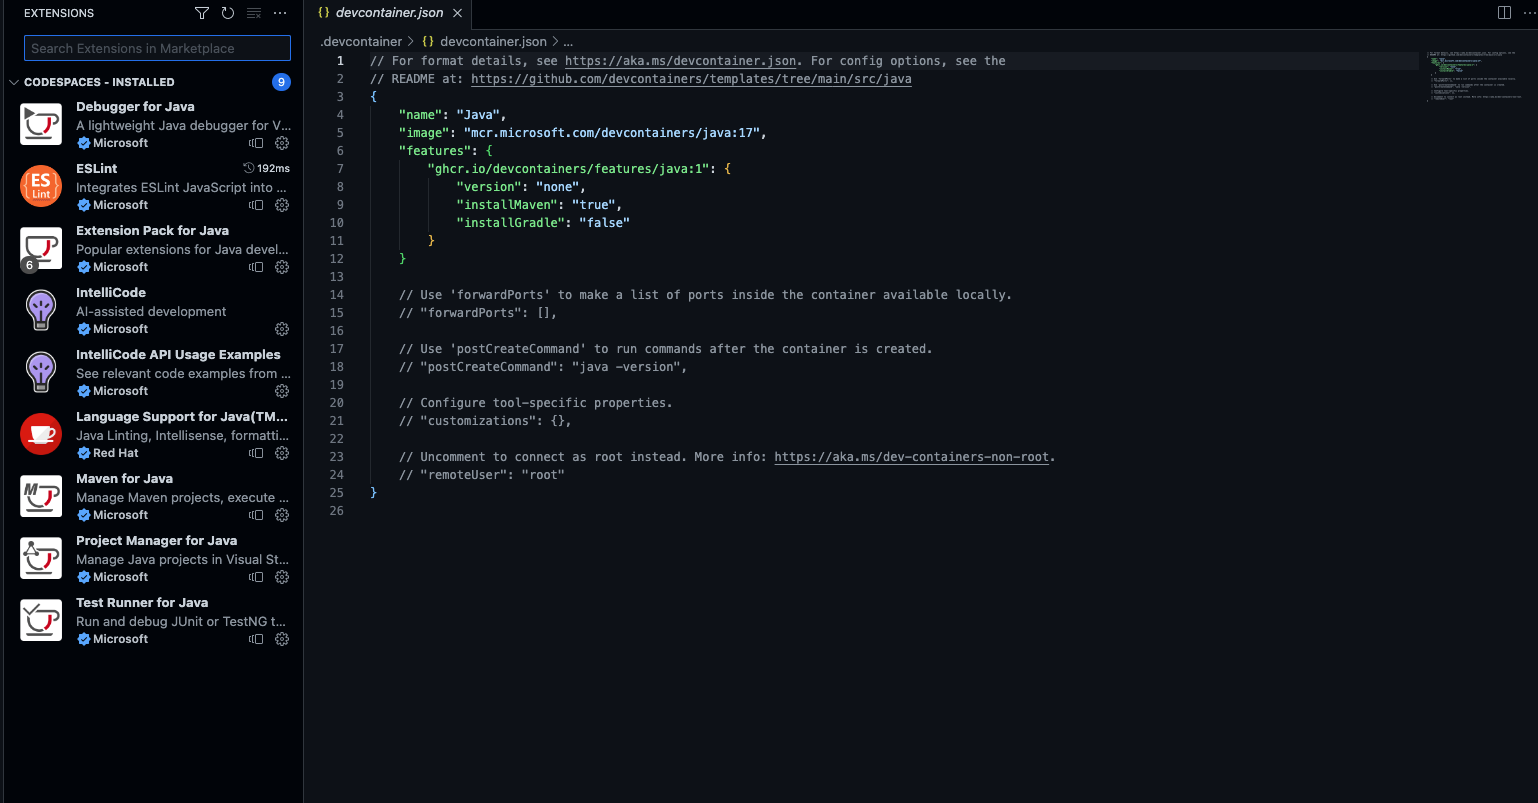 EXTENSIONS
Search Extensions in Marketplace
CODESPACES - INSTALLED
9
Debugger for Java
A lightweight Java debugger for V...
Microsoft
ESLint
192ms
Integrates ESLint JavaScript into ...
Microsoft
ES
Lint
Extension Pack for Java
Popular extensions for Java devel...
Microsoft
6
IntelliCode
AI-assisted development
Microsoft
IntelliCode API Usage Examples
See relevant code examples from ...
Microsoft
Language Support for Java(TM...
Java Linting, Intellisense, formatti...
Red Hat
Maven for Java
Manage Maven projects, execute ...
Microsoft
M
Project Manager for Java
Manage Java projects in Visual St...
Microsoft
Test Runner for Java
Run and debug JUnit or TestNG t...
Microsoft
{} devcontainer.json
.devcontainer > {} devcontainer.json > ...
1 // For format details, see https://aka.ms/devcontainer.json. For config options, see the
2 // README at: https://github.com/devcontainers/templates/tree/main/src/java
3 {
4 "name": "Java",
5 "image": "mcr.microsoft.com/devcontainers/java:17",
6 "features": {
7 "ghcr.io/devcontainers/features/java:1": {
8 "version": "none",
9 "installMaven": "true",
10 "installGradle": "false"
11 }
12 }
13
14 // Use 'forwardPorts' to make a list of ports inside the container available locally.
15 // "forwardPorts": [],
16
17 // Use 'postCreateCommand' to run commands after the container is created.
18 // "postCreateCommand": "java -version",
19
20 // Configure tool-specific properties.
21 // "customizations": {},
22
23 // Uncomment to connect as root instead. More info: https://aka.ms/dev-containers-non-root.
24 // "remoteUser": "root"
25 }
26